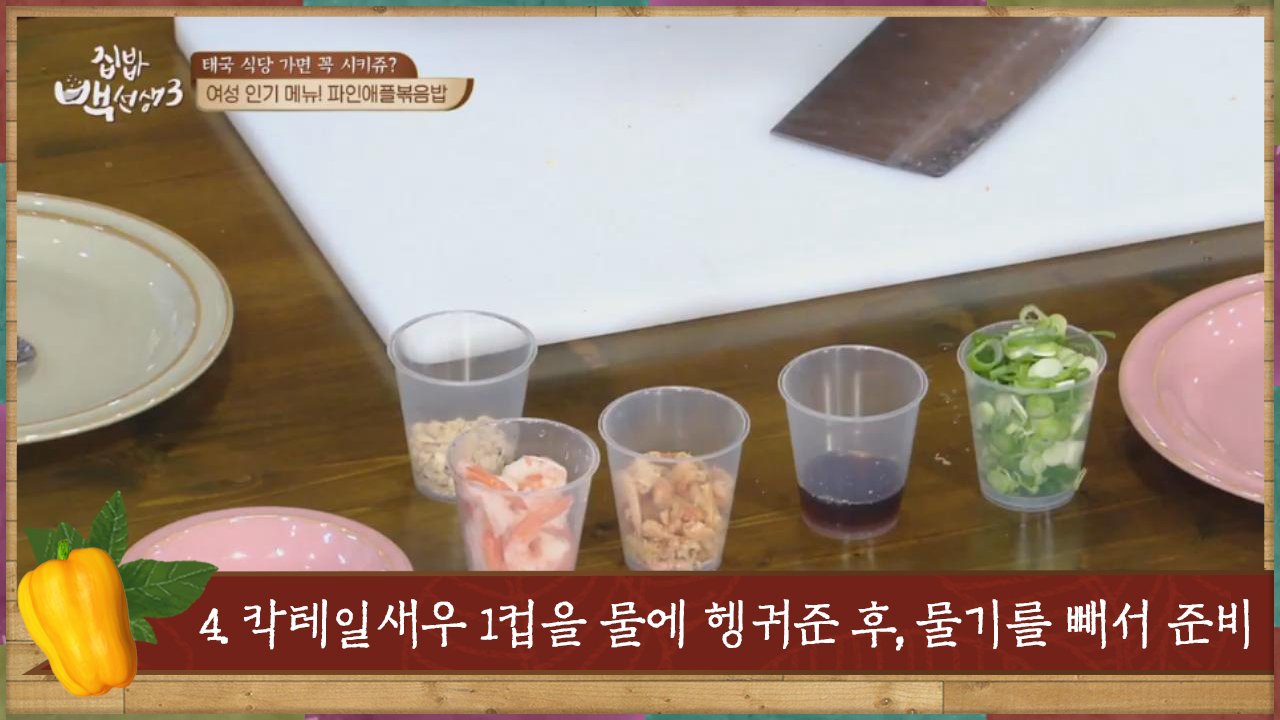 집밥
백선생3
태국 식당 가면 꼭 시키쥬?
여성 인기 메뉴! 파인애플볶음밥
4. 칵테일새우 1컵을 물에 헹궈준 후, 물기를 빼서 준비